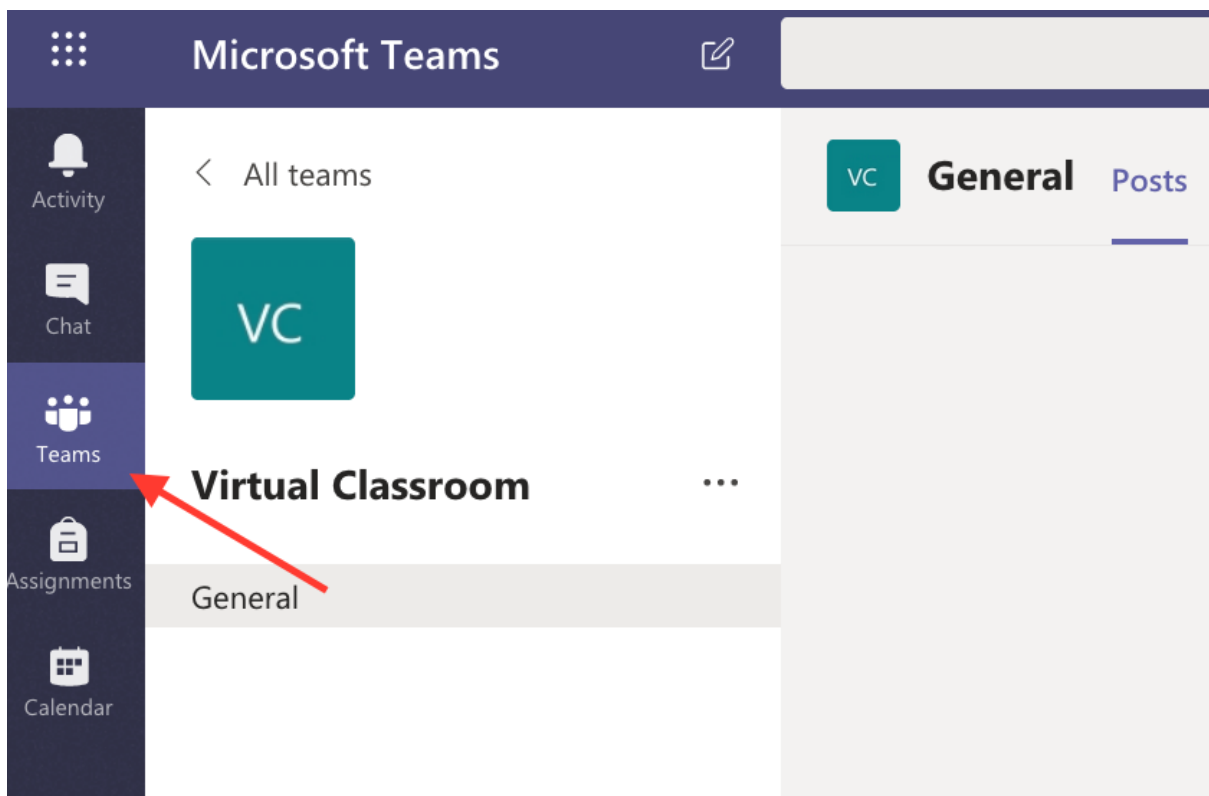 Microsoft Teams
Activity
Chat
Teams
Assignments
Calendar
All teams
VC
Virtual Classroom
General
VC General Posts